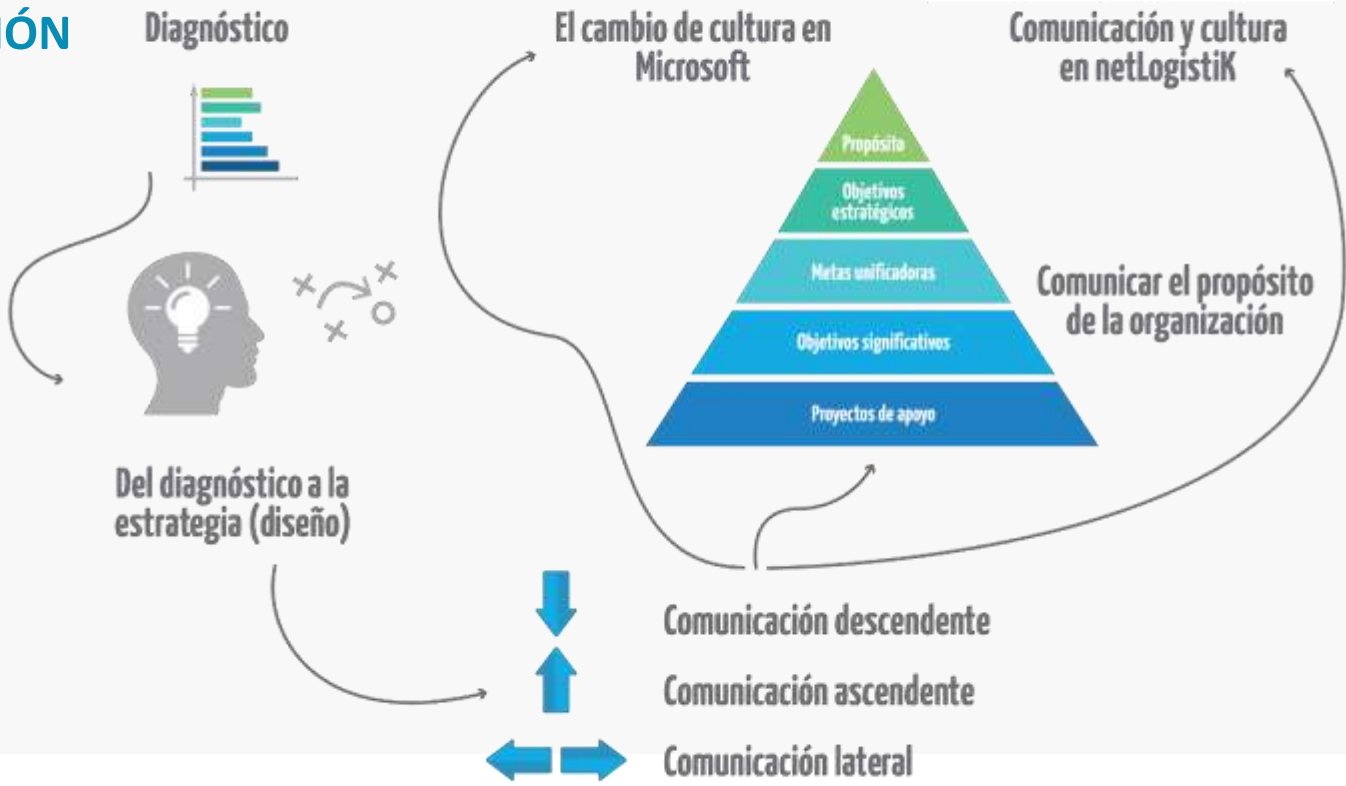 IÓN
Diagnóstico
El cambio de cultura en
Microsoft
Comunicación y cultura
en netLogistiK
Propósito
Objetivos
estratégicos
Metas unificadoras
Objetivos significativos
Proyectos de apoyo
Comunicar el propósito
de la organización
Del diagnóstico a la
estrategia (diseño)
Comunicación descendente
Comunicación ascendente
Comunicación lateral